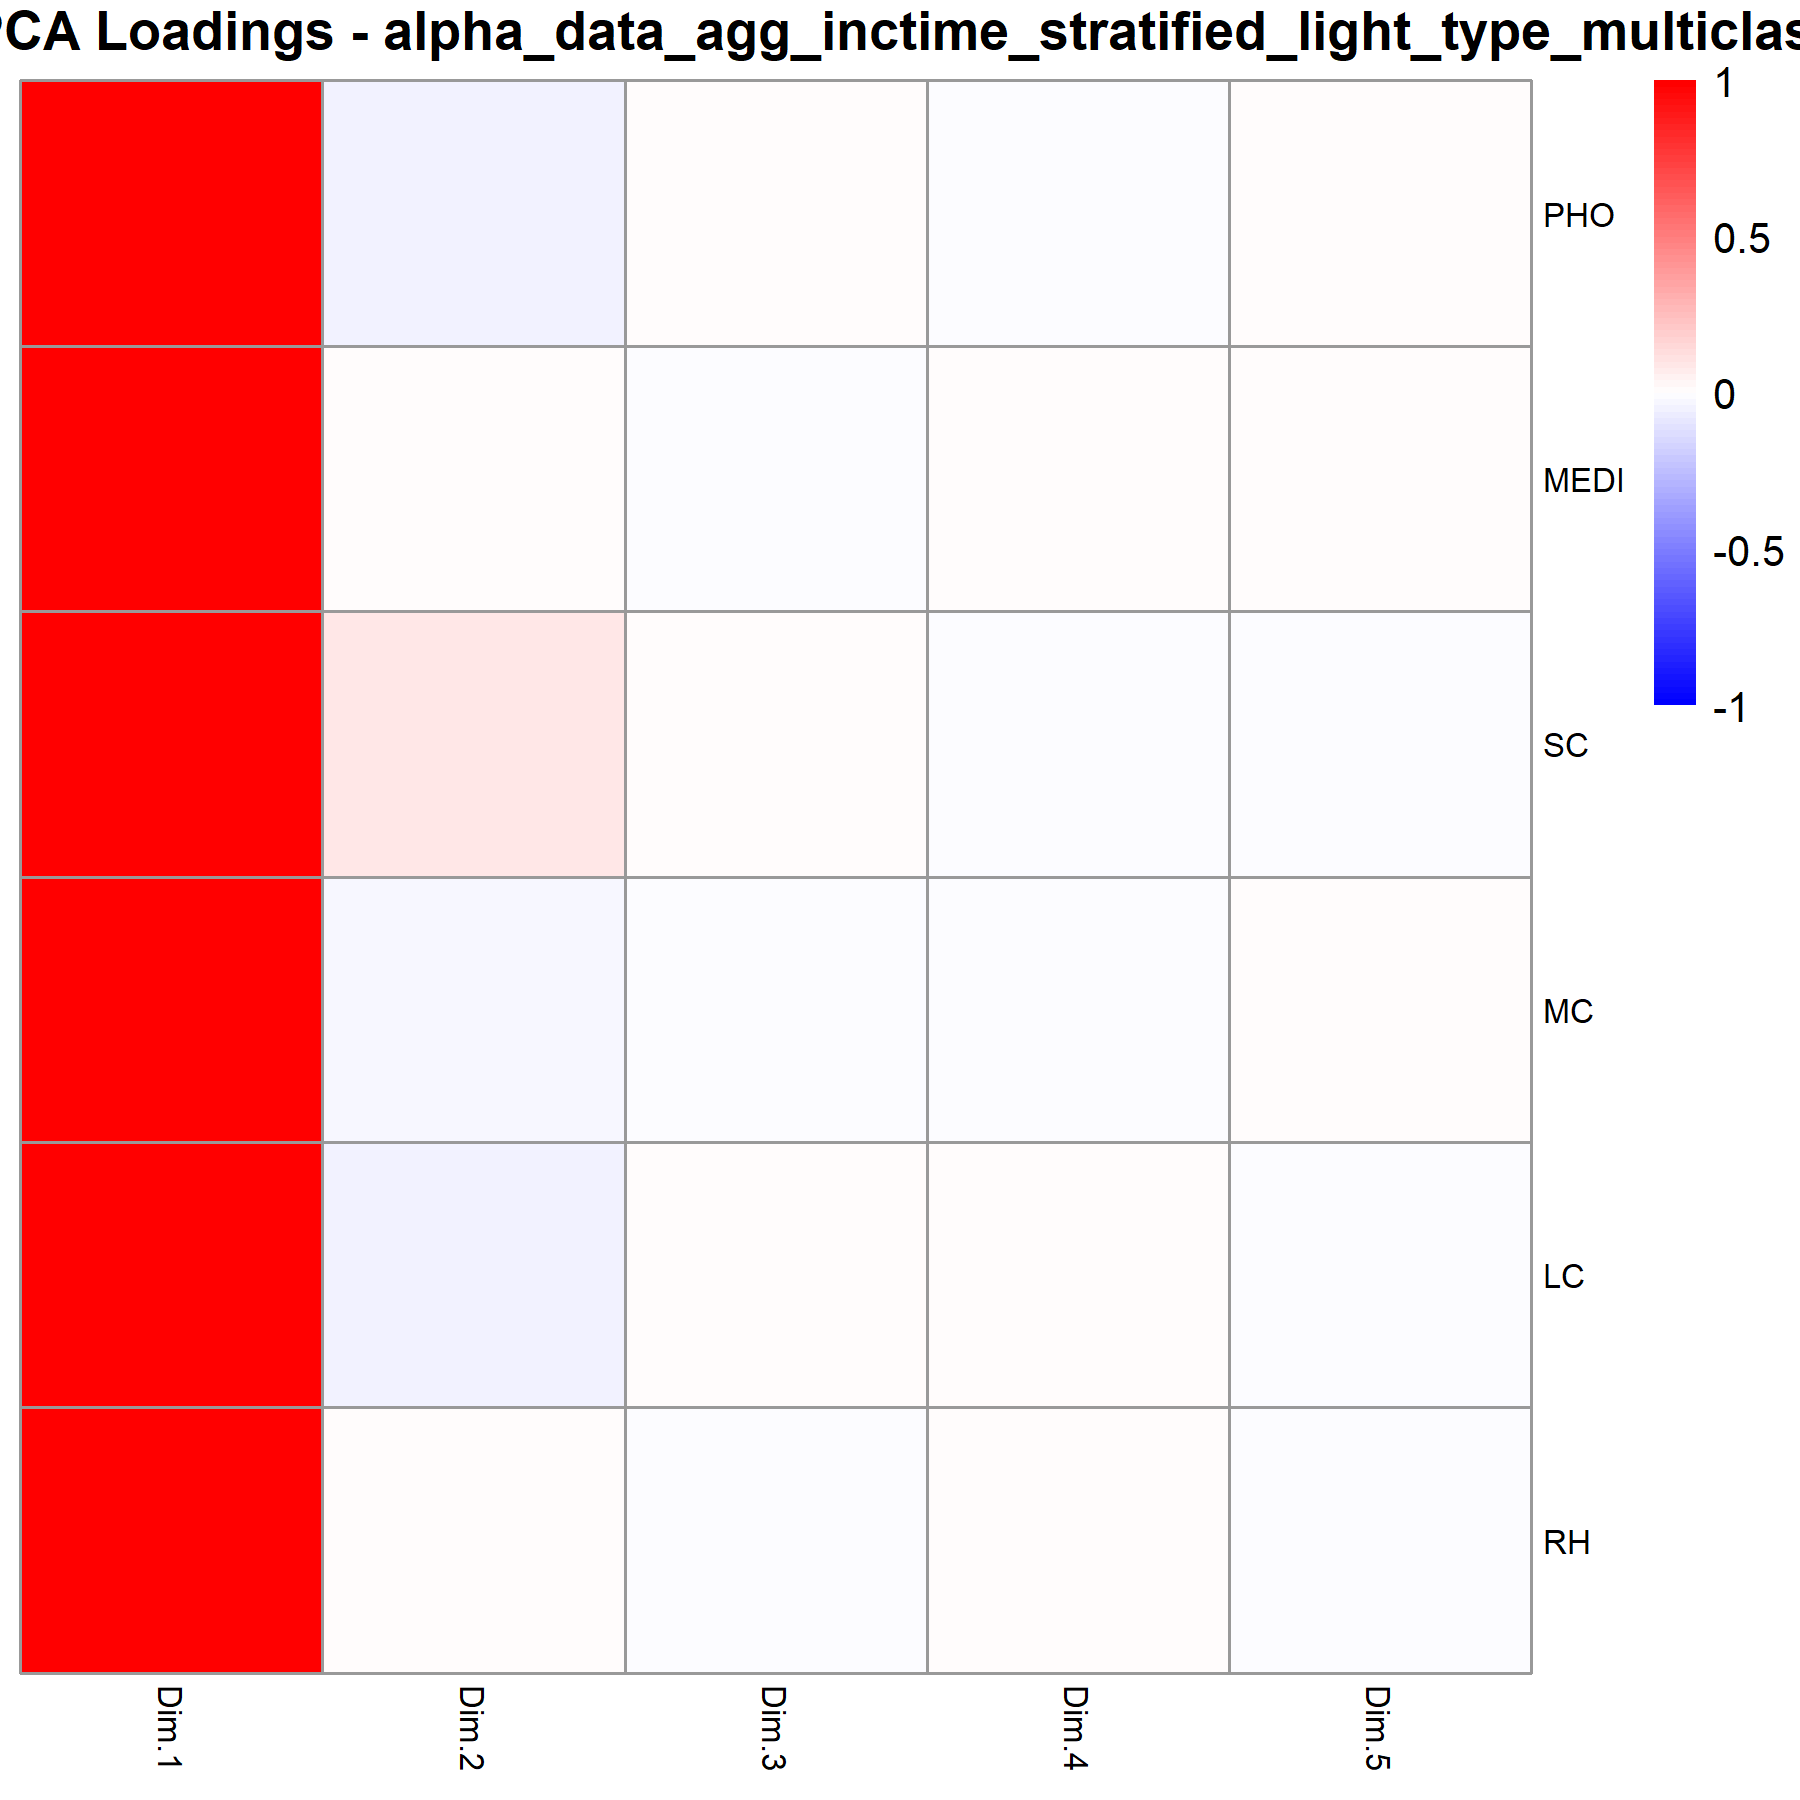 PCA Loadings - alpha_data_agg_inctime_stratified_light_type_multiclas
1
0.5
0
-0.5
-1
PHO
MEDI
SC
MC
LC
RH
Dim.1
Dim.2
Dim.3
Dim.4
Dim.5